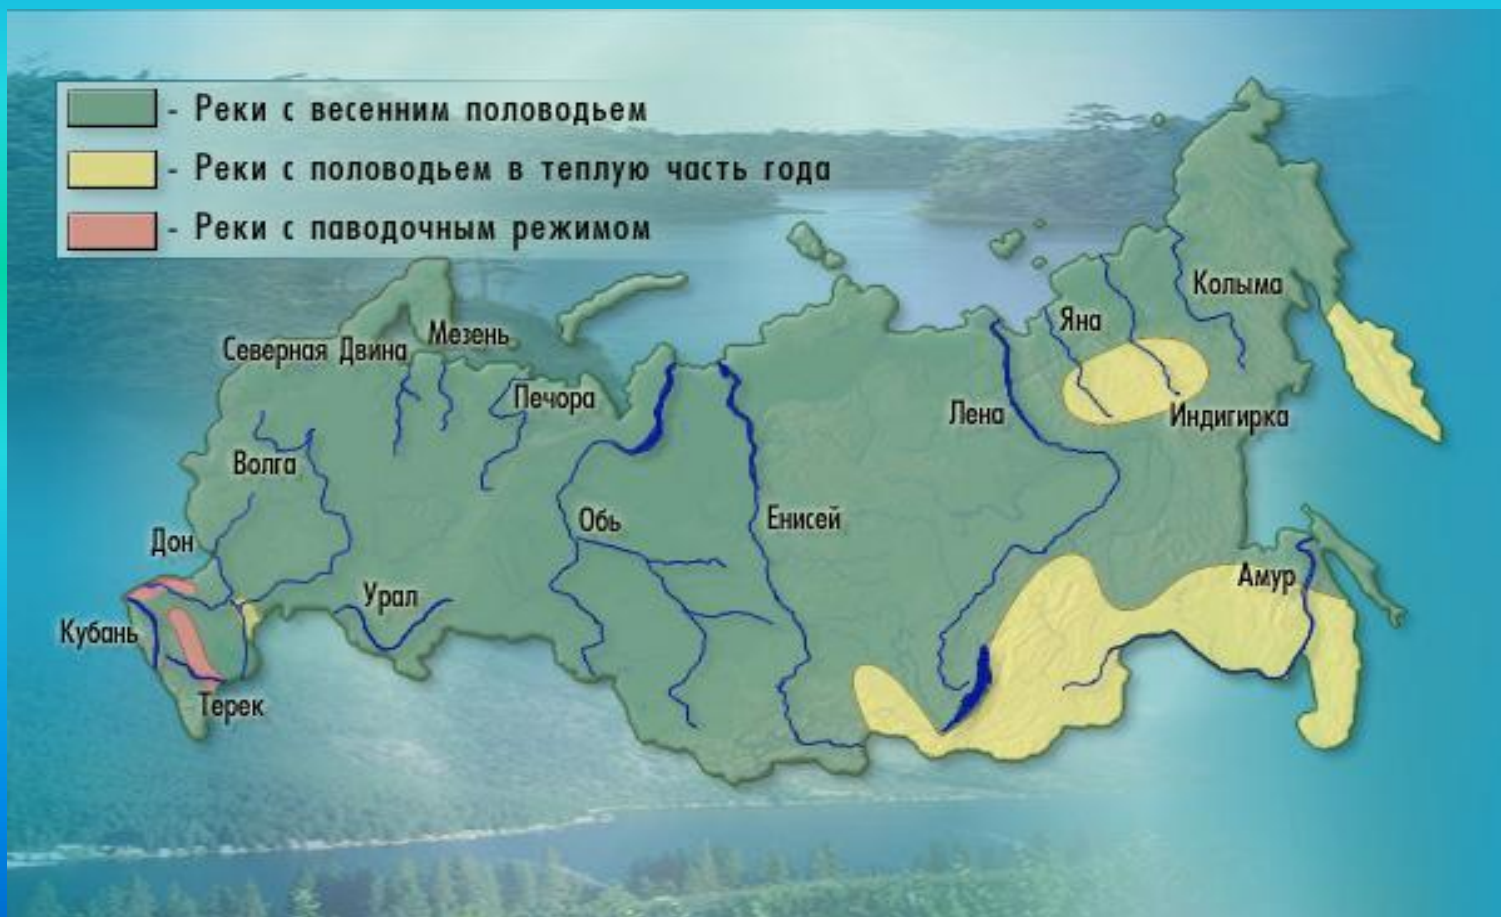 - Реки с весенним половодьем
- Реки с половодьем в теплую часть года
- Реки с паводочным режимом
Колыма
Яна
Мезень
Северная Двина
Печора
Лена
Индигирка
Волга
Обь
Енисей
Дон
Амур
Урал
Кубань
Терек